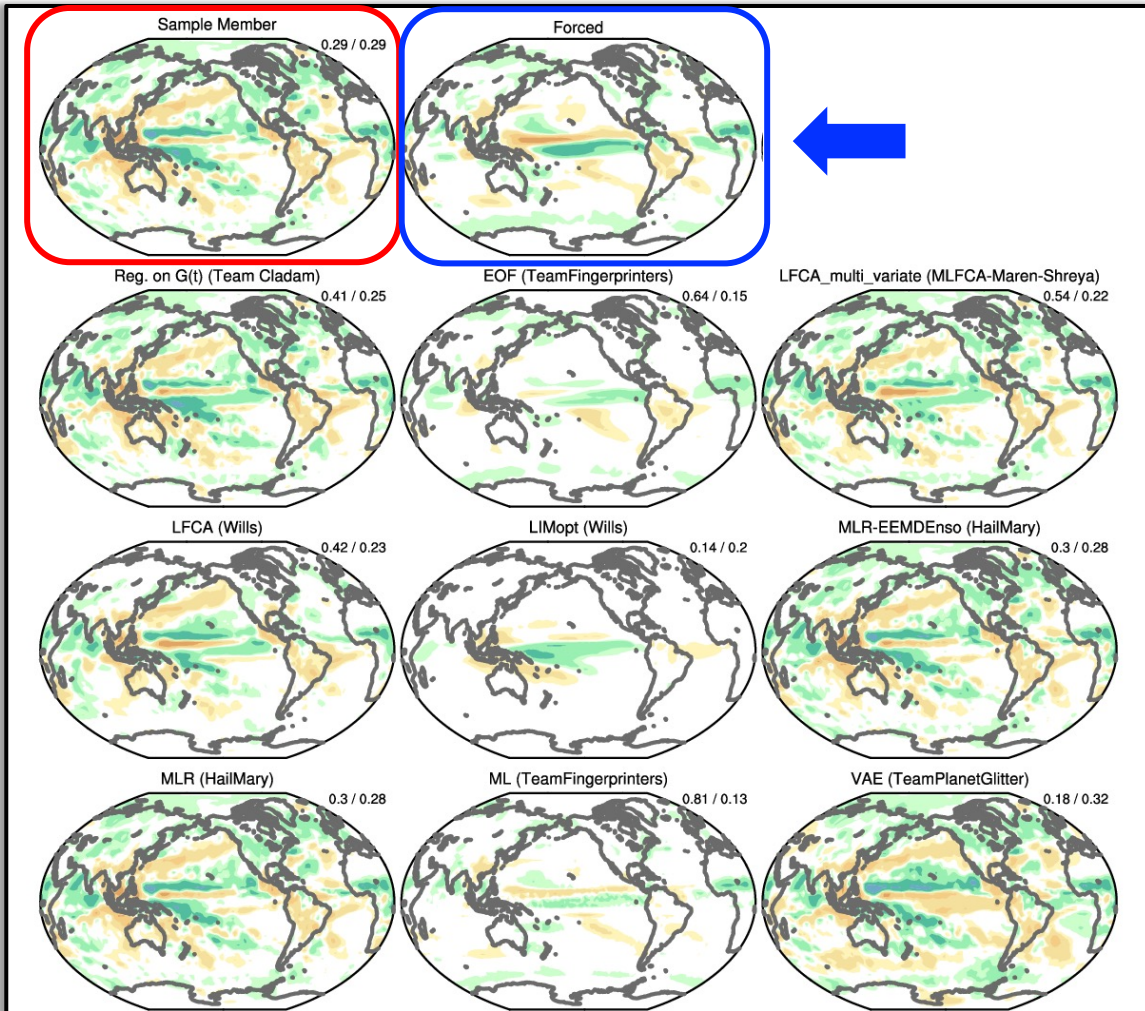 Sample Member
0.29 / 0.29
Forced
Reg. on G(t) (Team Cladam)
0.41 / 0.25
EOF (TeamFingerprinters)
0.64 / 0.15
LFCA_multi_variate (MLFCA-Maren-Shreya)
0.54 / 0.22
LFCA (Wills)
0.42 / 0.23
LIMopt (Wills)
0.14 / 0.2
MLR-EEMDEnso (HailMary)
0.3 / 0.28
MLR (HailMary)
0.3 / 0.28
ML (TeamFingerprinters)
0.81 / 0.13
VAE (TeamPlanetGlitter)
0.18 / 0.32